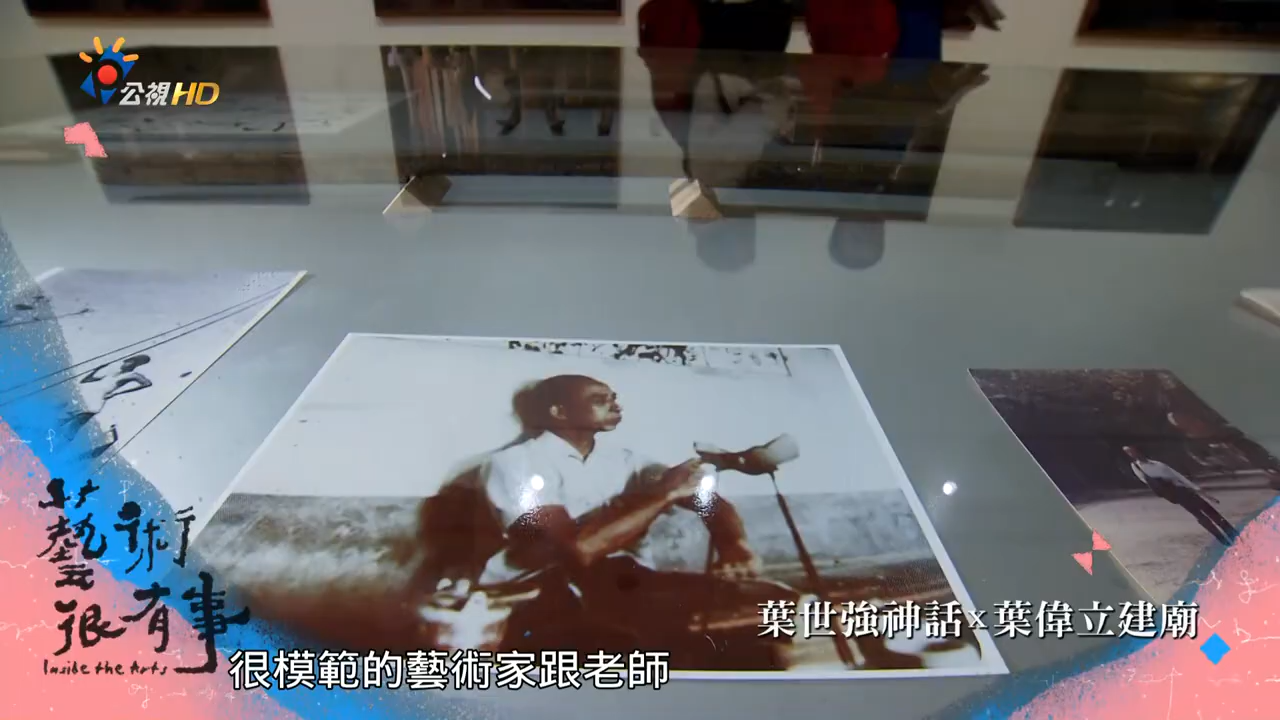 公視HD
藝術
很有事
Inside the Arts
葉世強神話x葉偉立建廟
很模範的藝術家跟老師